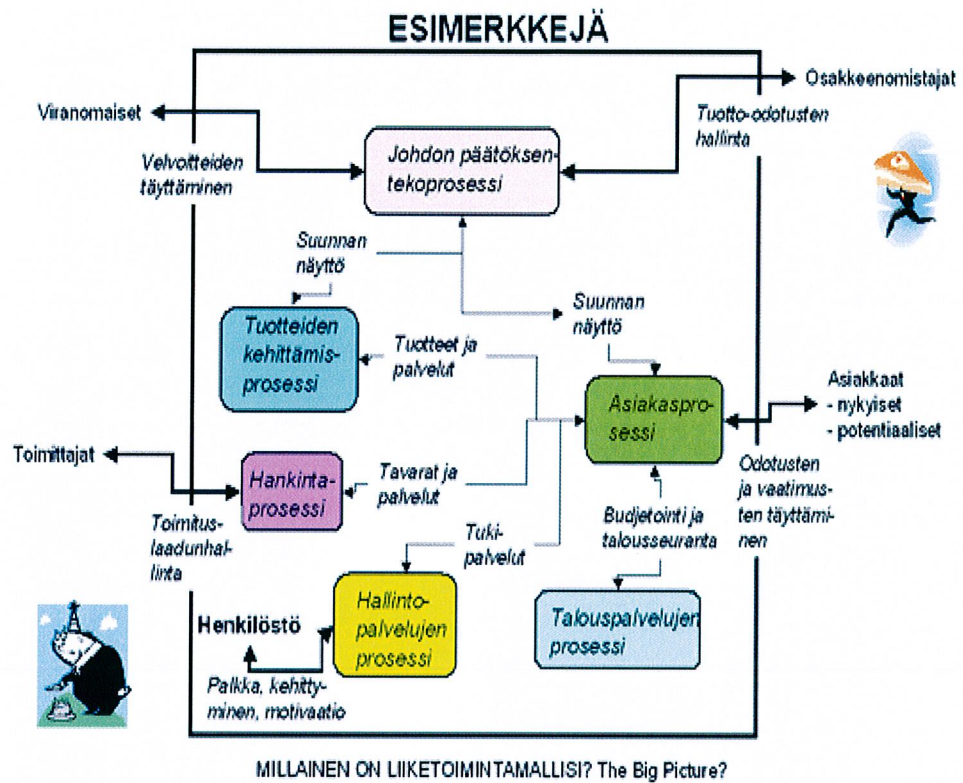 ESIMERKKEJÄ
Viranomaiset
Osakkeenomistajat
Velvoitteiden
täyttäminen
Johdon päätöksen-
tekoprosessi
Tuotto-odotusten
hallinta
Suunnan
näyttö
Suunnan
näyttö
Tuotteiden
kehittämis-
prosessi
Tuotteet ja
palvelut
Asiakaspro-
sessi
Asiakkaat
- nykyiset
- potentiaaliset
Toimittajat
Hankinta-
prosessi
Tavarat ja
palvelut
Odotusten
ja vaatimus-
ten täyttämi-
nen
Toimitus-
laadunhal-
linta
Tuki-
palvelut
Budjetointi ja
talousseuranta
Henkilöstö
Hallinto-
palvelujen
prosessi
Talouspalvelujen
prosessi
Palkka, kehitty-
minen, motivaatio
MILLAINEN ON LIIKETOIMINTAMALLISI? The Big Picture?